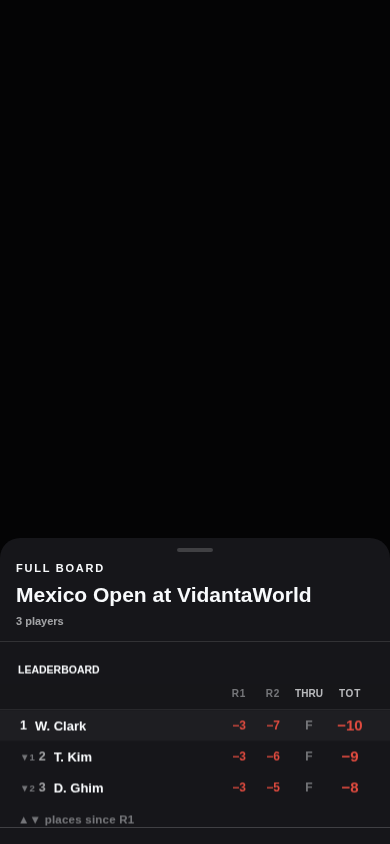 FULL BOARD
Mexico Open at VidantaWorld
3 players
LEADERBOARD
R1 R2 THRU TOT
1 W. Clark −3 −7 F −10
▼1 2 T. Kim −3 −6 F −9
▼2 3 D. Ghim −3 −5 F −8
▲▼ places since R1